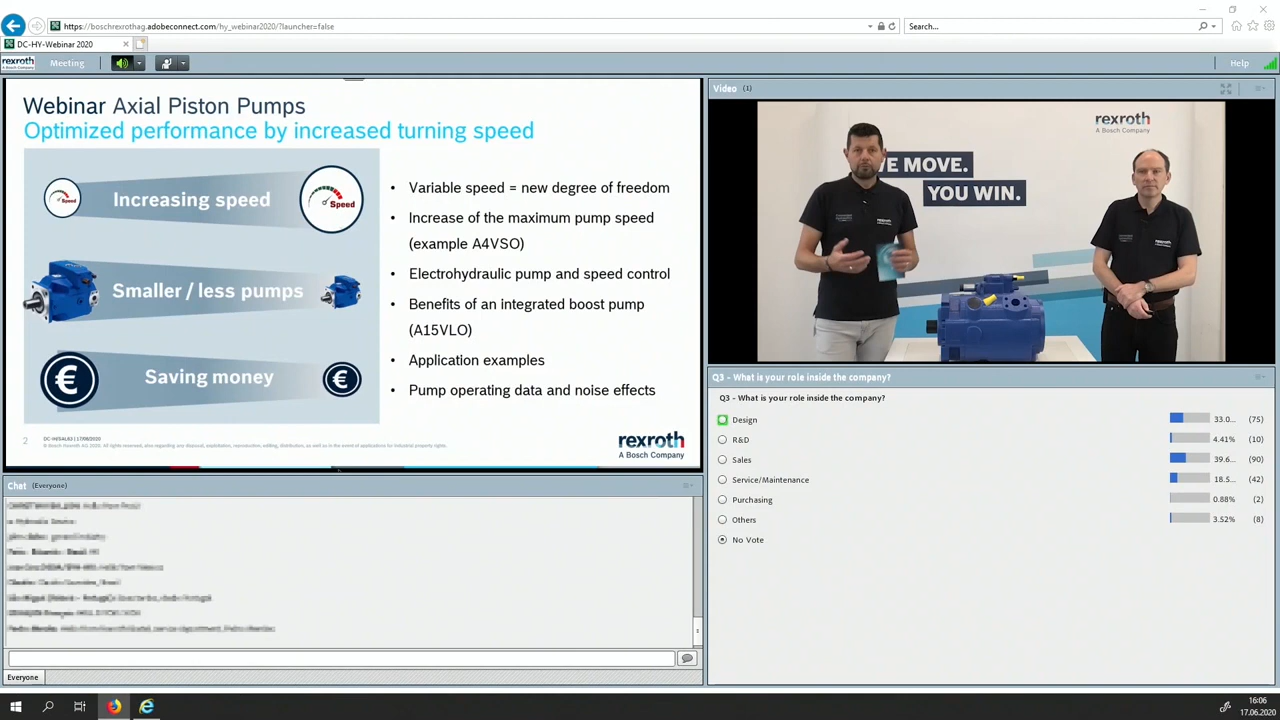 https://boschrexrothag.adobeconnect.com/hy_webinar2020/?launcher=false
Search...
DC-HY-Webinar 2020
rexroth
A Bosch Company
Meeting
Help
Webinar Axial Piston Pumps
Optimized performance by increased turning speed
Increasing speed
Speed
Smaller / less pumps
Saving money
€
€
• Variable speed = new degree of freedom
• Increase of the maximum pump speed
(example A4VSO)
• Electrohydraulic pump and speed control
• Benefits of an integrated boost pump
(A15VLO)
• Application examples
• Pump operating data and noise effects
2
rexroth
A Bosch Company
Video (1)
rexroth
A Bosch Company
WE MOVE.
YOU WIN.
rexroth
rexroth
Q3 - What is your role inside the company?
Q3 - What is your role inside the company?
Design 33.0... (75)
R&D 4.41% (10)
Sales 39.6... (90)
Service/Maintenance 18.5... (42)
Purchasing 0.88% (2)
Others 3.52% (8)
No Vote
Chat (Everyone)
Everyone
16:06
17.06.2020